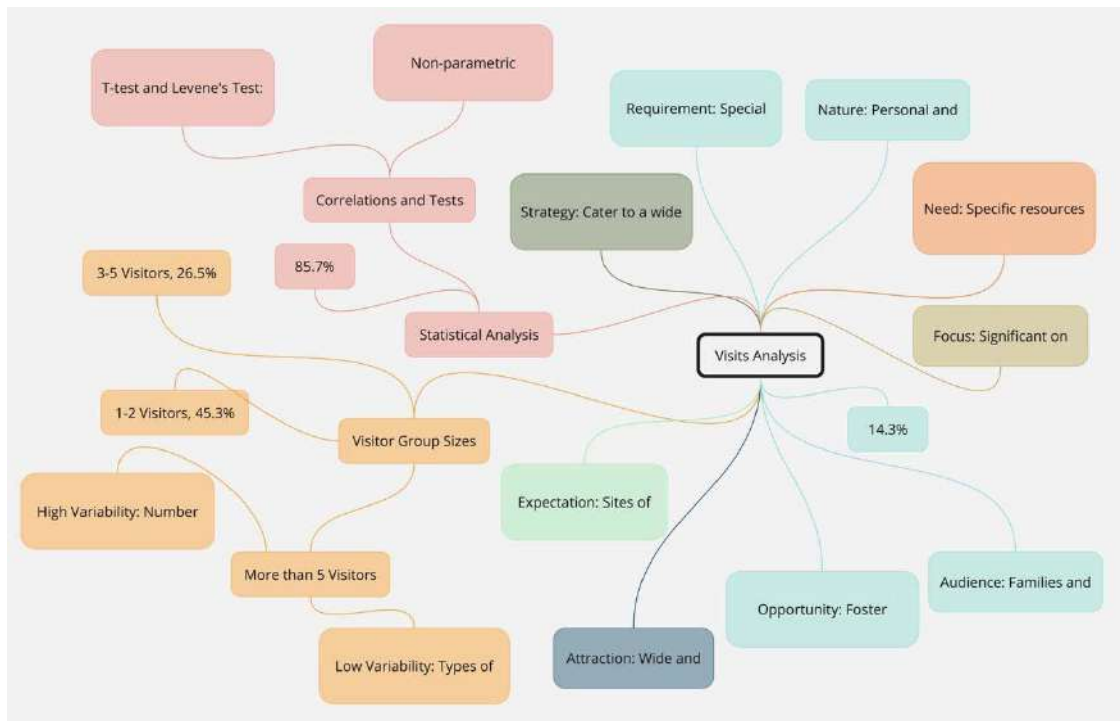 Non-parametric
T-test and Levene's Test:
Requirement: Special
Nature: Personal and
Correlations and Tests
Strategy: Cater to a wide
Need: Specific resources
3-5 Visitors, 26.5%
85.7%
Statistical Analysis
Focus: Significant on
Visits Analysis
1-2 Visitors, 45.3%
Visitor Group Sizes
14.3%
Expectation: Sites of
High Variability: Number
More than 5 Visitors
Audience: Families and
Opportunity: Foster
Attraction: Wide and
Low Variability: Types of